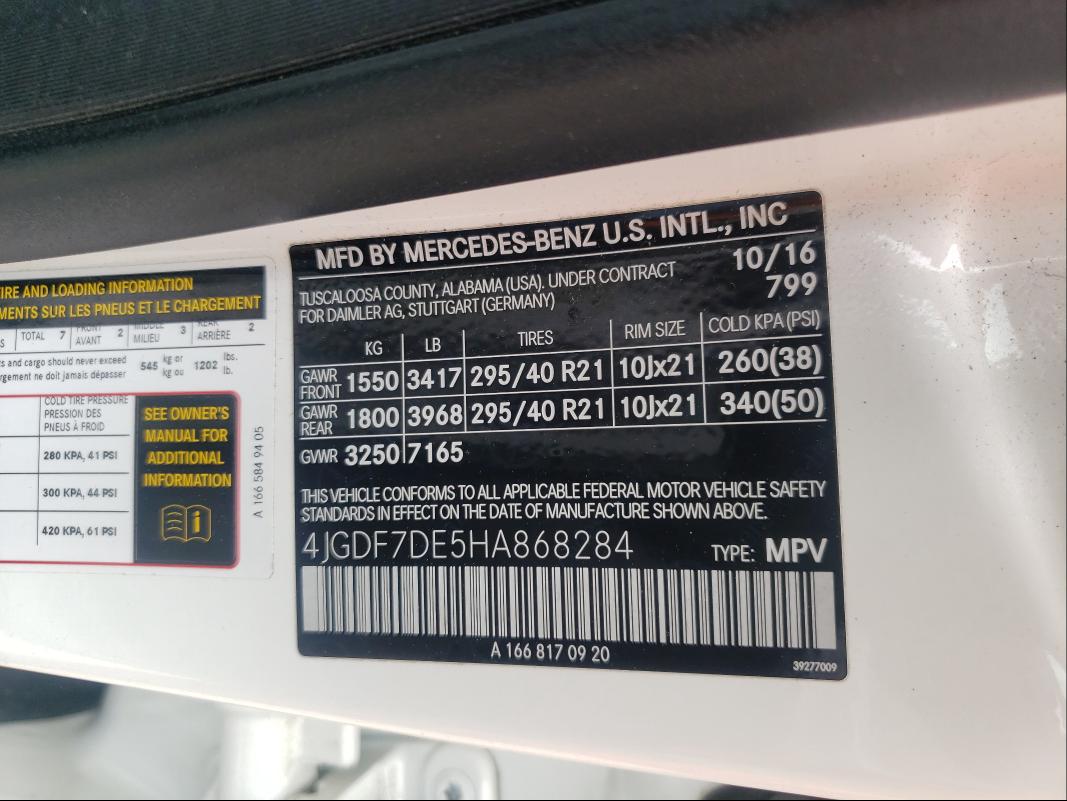 TIRE AND LOADING INFORMATION
SUR LES PNEUS ET LE CHARGEMENT
TOTAL 7 FRONT AVANT 2 MIDDLE MILIEU 3 REAR ARRIÈRE 2
and cargo should never exceed 545 kg or 1202 lbs.
ne doit jamais dépasser kg ou lb.
COLD TIRE PRESSURE
PRESSION DES
PNEUS À FROID
280 KPA, 41 PSI
300 KPA, 44 PSI
420 KPA, 61 PSI
SEE OWNER'S
MANUAL FOR
ADDITIONAL
INFORMATION
A 166 584 94 05
MFD BY MERCEDES-BENZ U.S. INTL., INC
TUSCALOOSA COUNTY, ALABAMA (USA). UNDER CONTRACT 10/16
FOR DAIMLER AG, STUTTGART (GERMANY) 799
KG LB TIRES RIM SIZE COLD KPA (PSI)
GAWR FRONT 1550 3417 295/40 R21 10Jx21 260(38)
GAWR REAR 1800 3968 295/40 R21 10Jx21 340(50)
GVWR 3250 7165
THIS VEHICLE CONFORMS TO ALL APPLICABLE FEDERAL MOTOR VEHICLE SAFETY
STANDARDS IN EFFECT ON THE DATE OF MANUFACTURE SHOWN ABOVE.
4JGDF7DE5HA868284 TYPE: MPV
A 166 817 09 20
39277009